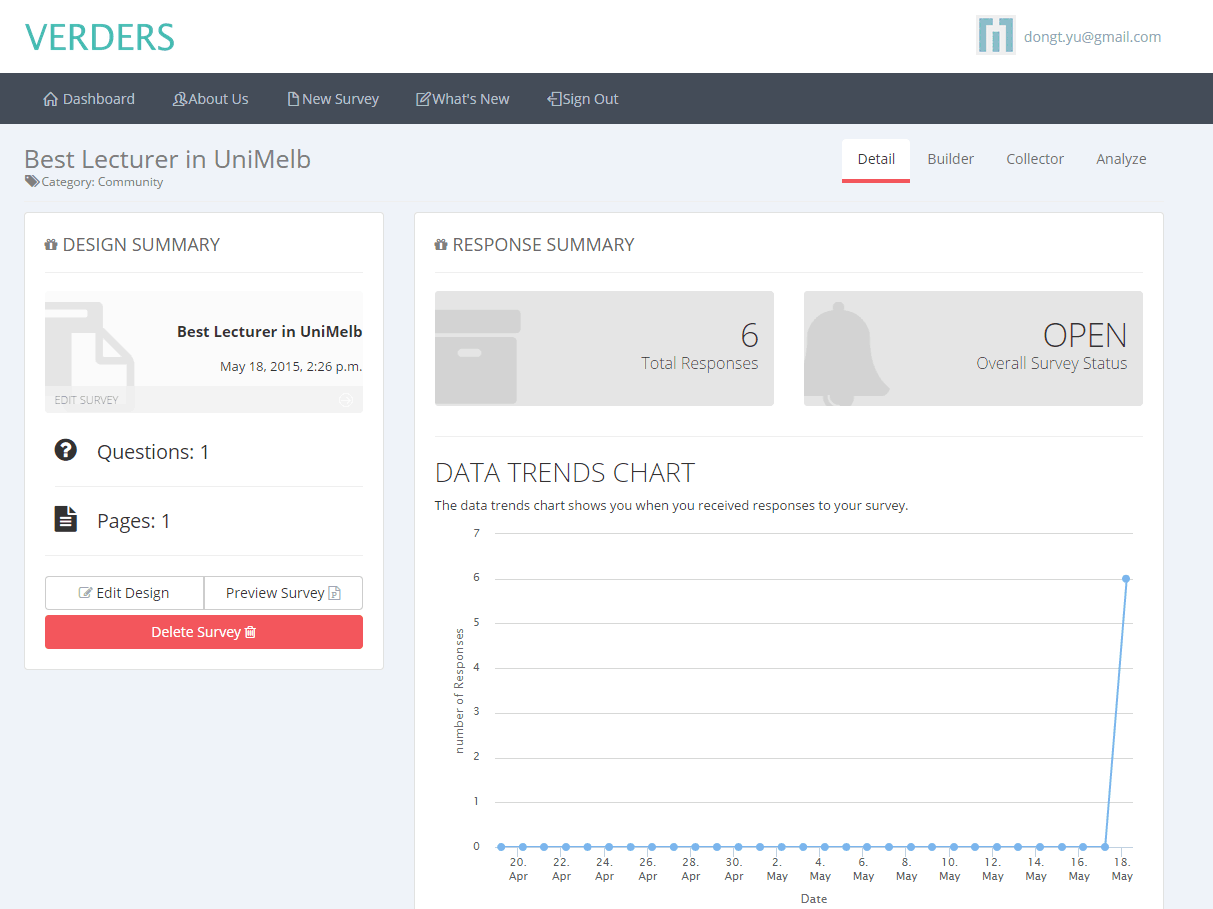 VERDERS
dongt.yu@gmail.com
Dashboard
About Us
New Survey
What's New
Sign Out
Best Lecturer in UniMelb
Category: Community
Detail
Builder
Collector
Analyze
DESIGN SUMMARY
Best Lecturer in UniMelb
May 18, 2015, 2:26 p.m.
EDIT SURVEY
Questions: 1
Pages: 1
Edit Design
Preview Survey
Delete Survey
RESPONSE SUMMARY
6
Total Responses
OPEN
Overall Survey Status
DATA TRENDS CHART
The data trends chart shows you when you received responses to your survey.
number of Responses
7
6
5
4
3
2
1
0
20. Apr
22. Apr
24. Apr
26. Apr
28. Apr
30. Apr
2. May
4. May
6. May
8. May
10. May
12. May
14. May
16. May
18. May
Date